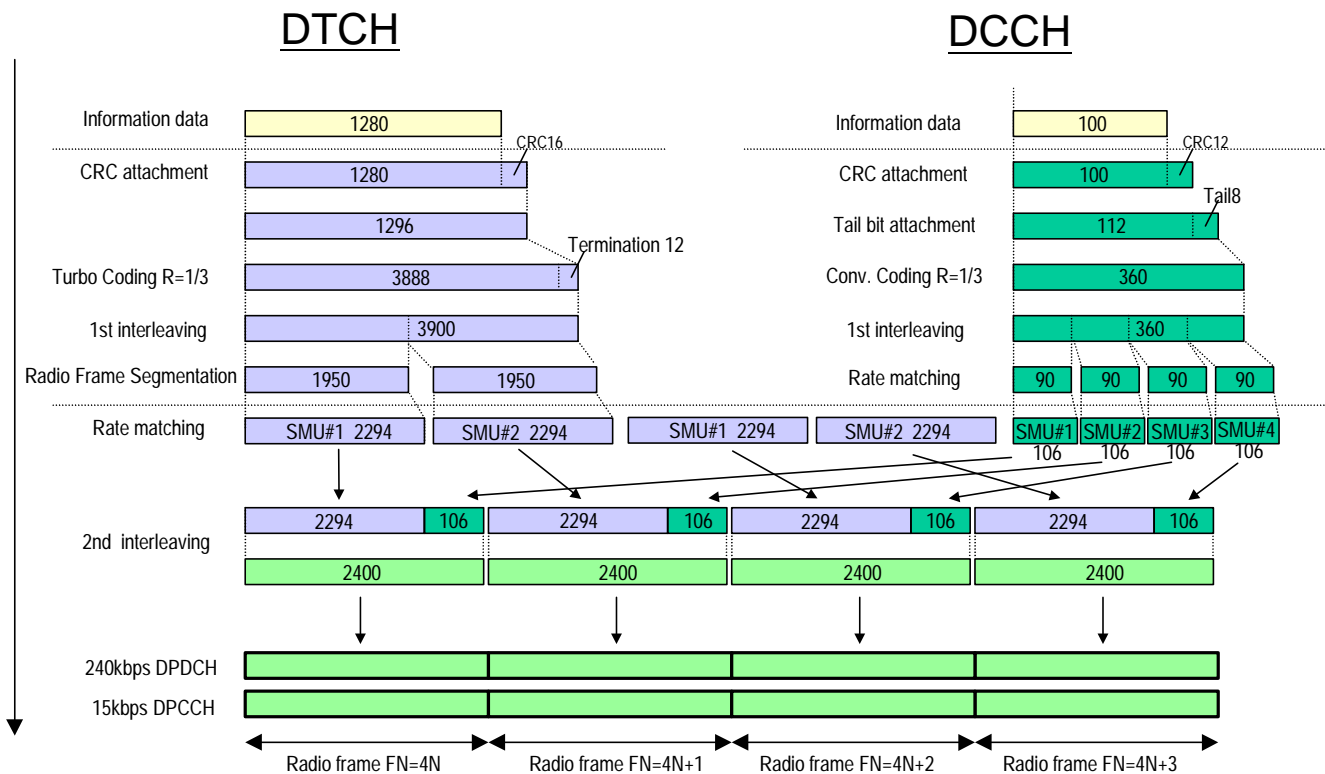 DTCH
DCCH
Information data
1280
Information data
100
CRC16
CRC12
CRC attachment
1280
CRC attachment
100
1296
Tail8
Tail bit attachment
112
Termination 12
Turbo Coding R=1/3
3888
Conv. Coding R=1/3
360
1st interleaving
3900
1st interleaving
360
Radio Frame Segmentation
1950
1950
Rate matching
90
90
90
90
Rate matching
SMU#1 2294
SMU#2 2294
SMU#1 2294
SMU#2 2294
SMU#1
SMU#2
SMU#3
SMU#4
106
106
106
106
2nd interleaving
2294
106
2294
106
2294
106
2294
106
2400
2400
2400
2400
240kbps DPDCH
15kbps DPCCH
Radio frame FN=4N
Radio frame FN=4N+1
Radio frame FN=4N+2
Radio frame FN=4N+3